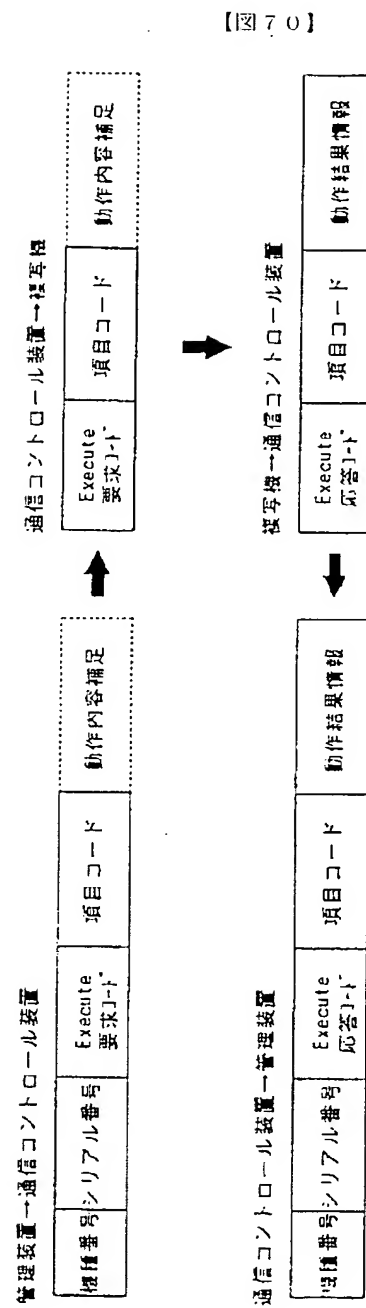 【図70】
管理装置→通信コントロール装置
機種番号 シリアル番号 Execute 要求コード 項目コード 動作内容補足
通信コントロール装置→複写機
Execute 要求コード 項目コード 動作内容補足
複写機→通信コントロール装置
Execute 応答コード 項目コード 動作結果情報
通信コントロール装置→管理装置
機種番号 シリアル番号 Execute 応答コード 項目コード 動作結果情報